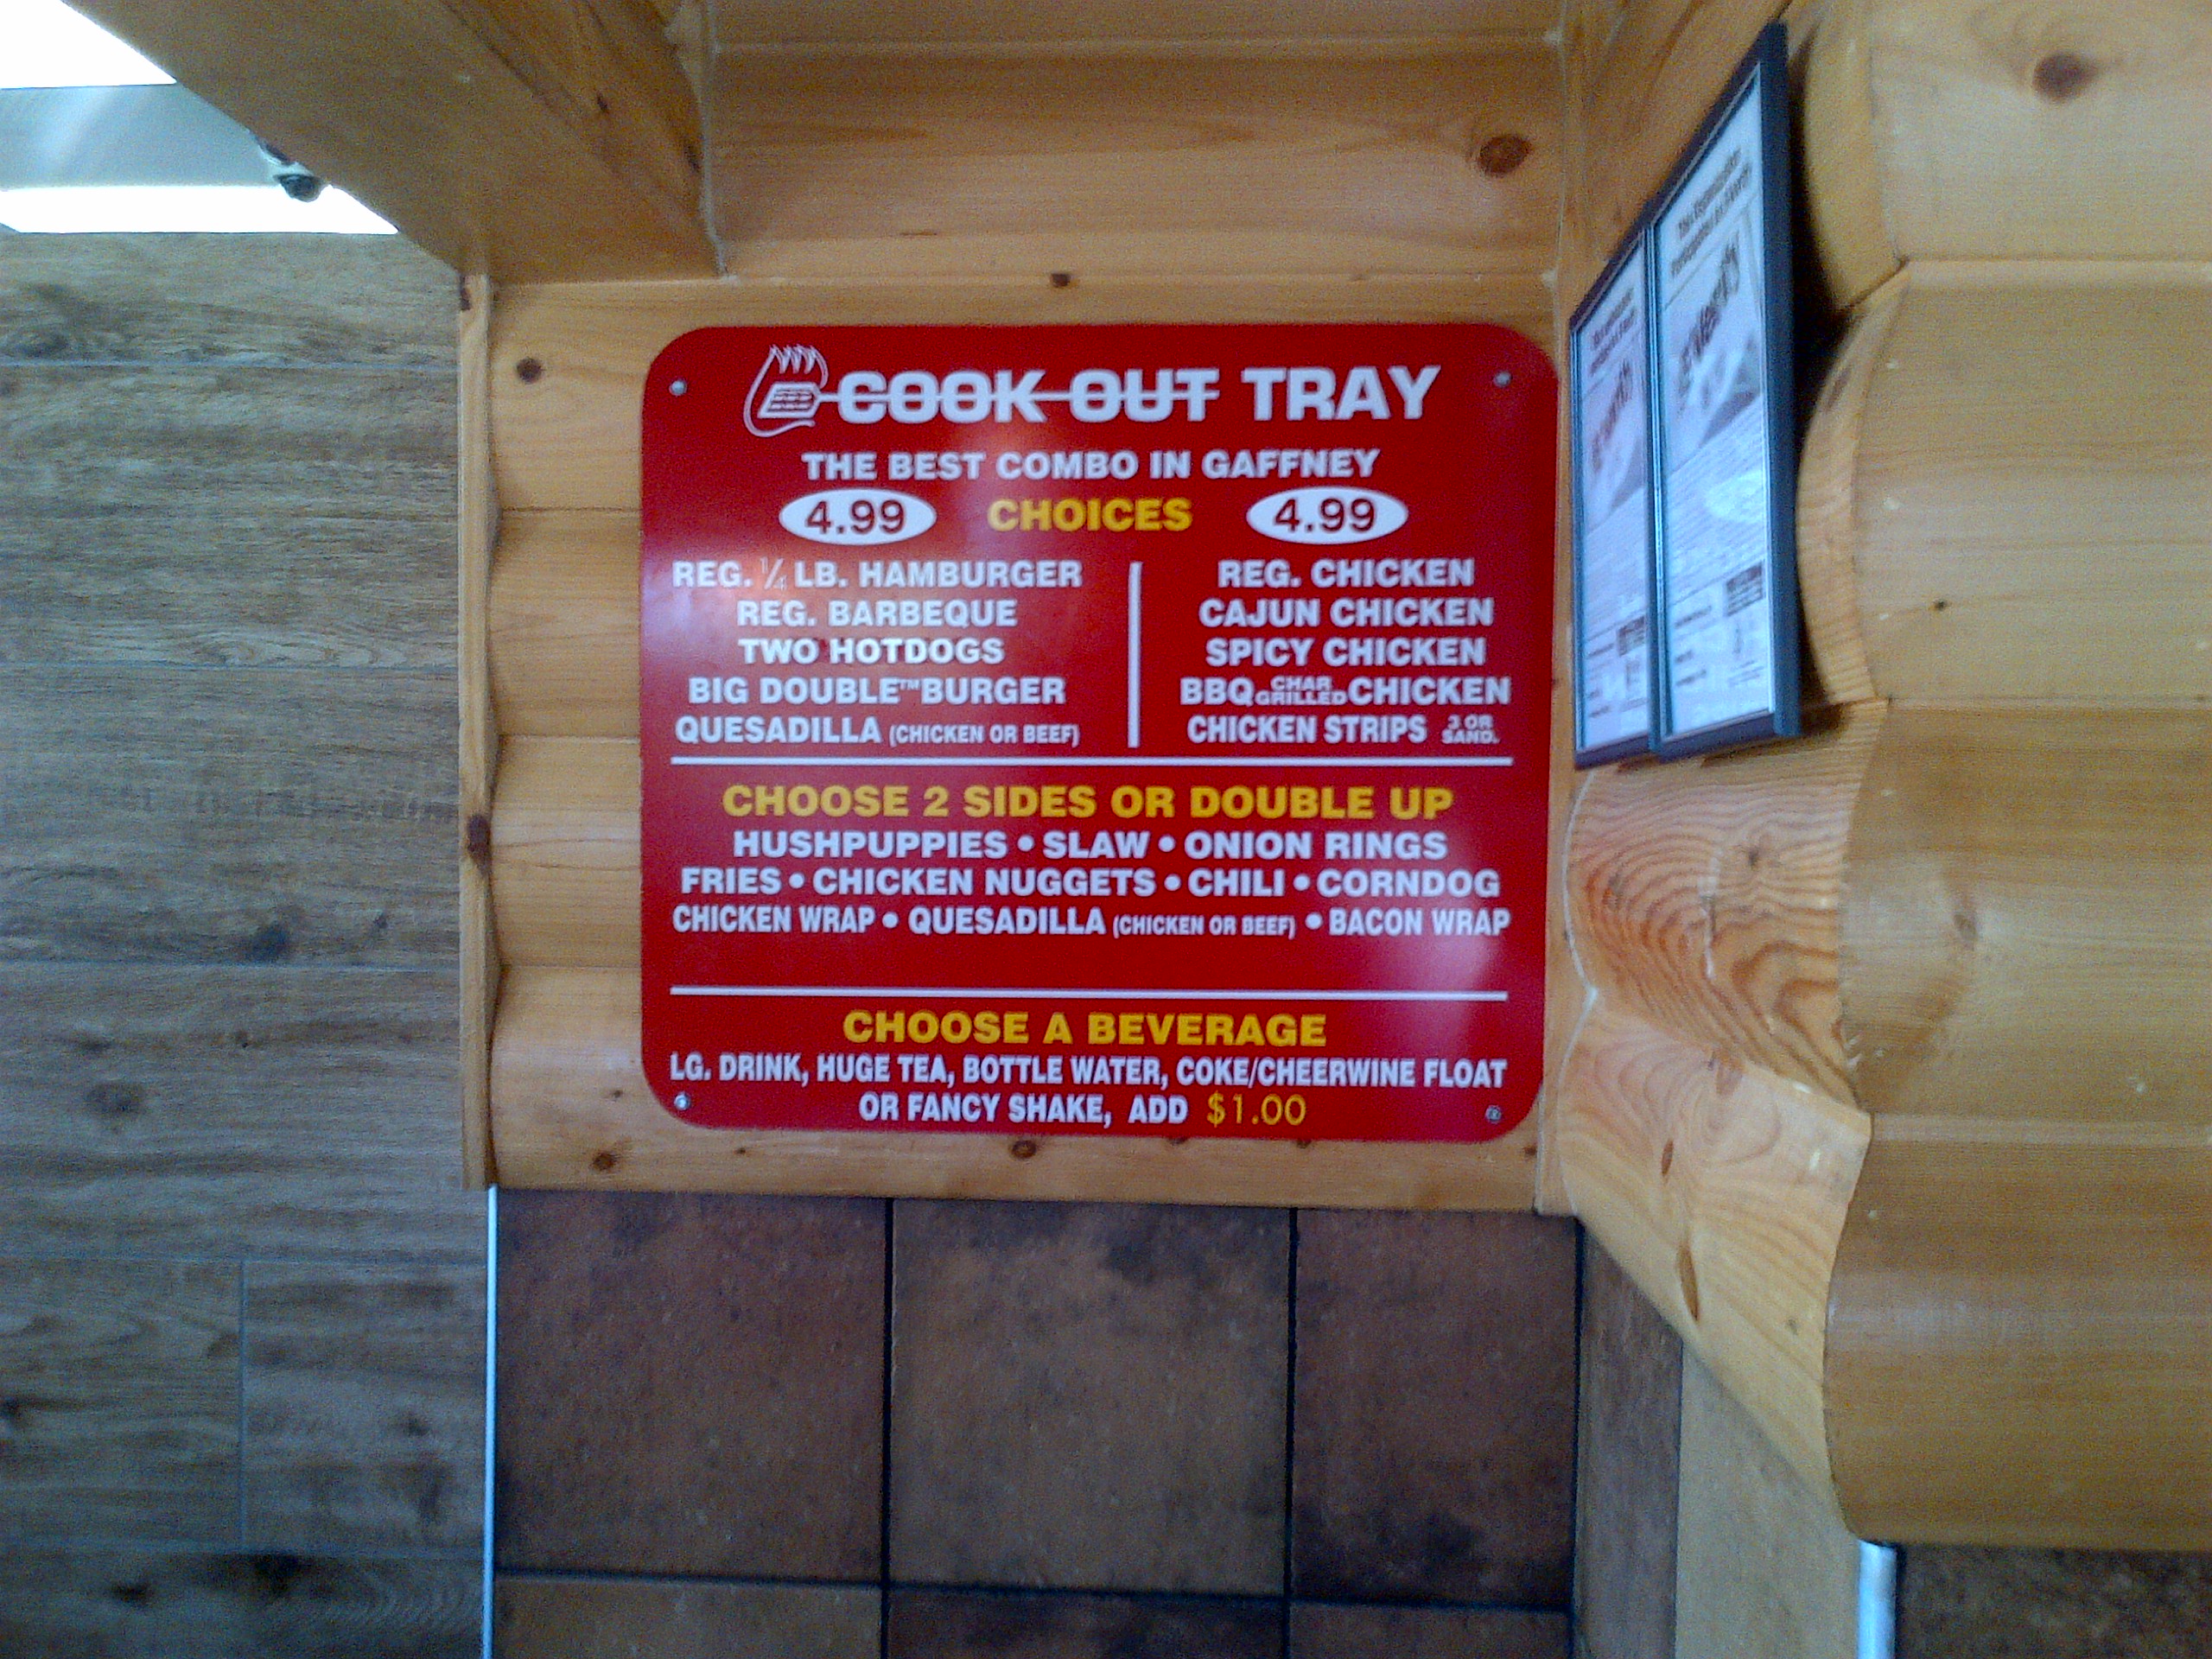 COOK OUT TRAY
THE BEST COMBO IN GAFFNEY
4.99 CHOICES 4.99
REG. 1/4 LB. HAMBURGER
REG. BARBEQUE
TWO HOTDOGS
BIG DOUBLE™ BURGER
QUESADILLA (CHICKEN OR BEEF)
REG. CHICKEN
CAJUN CHICKEN
SPICY CHICKEN
BBQ CHAR GRILLED CHICKEN
CHICKEN STRIPS 3 OR SAND.
CHOOSE 2 SIDES OR DOUBLE UP
HUSHPUPPIES • SLAW • ONION RINGS
FRIES • CHICKEN NUGGETS • CHILI • CORNDOG
CHICKEN WRAP • QUESADILLA (CHICKEN OR BEEF) • BACON WRAP
CHOOSE A BEVERAGE
LG. DRINK, HUGE TEA, BOTTLE WATER, COKE/CHEERWINE FLOAT
OR FANCY SHAKE, ADD $1.00
E-Verify